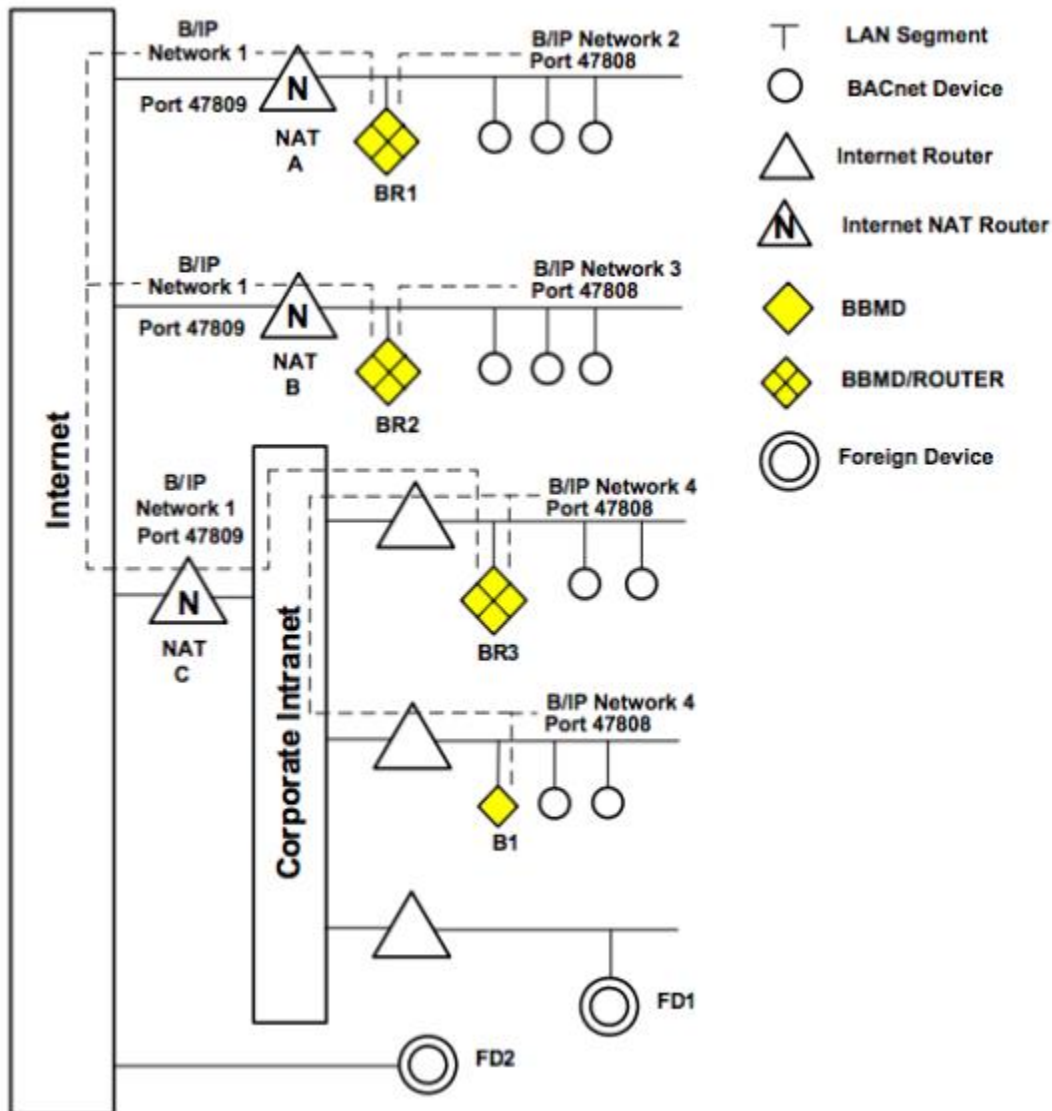 B/IP
Network 1
Port 47809
N
NAT
A
B/IP Network 2
Port 47808
BR1
B/IP
Network 1
Port 47809
N
NAT
B
B/IP Network 3
Port 47808
BR2
Internet
B/IP
Network 1
Port 47809
N
NAT
C
Corporate Intranet
B/IP Network 4
Port 47808
BR3
B/IP Network 4
Port 47808
B1
FD1
FD2
LAN Segment
BACnet Device
Internet Router
N
Internet NAT Router
BBMD
BBMD/ROUTER
Foreign Device